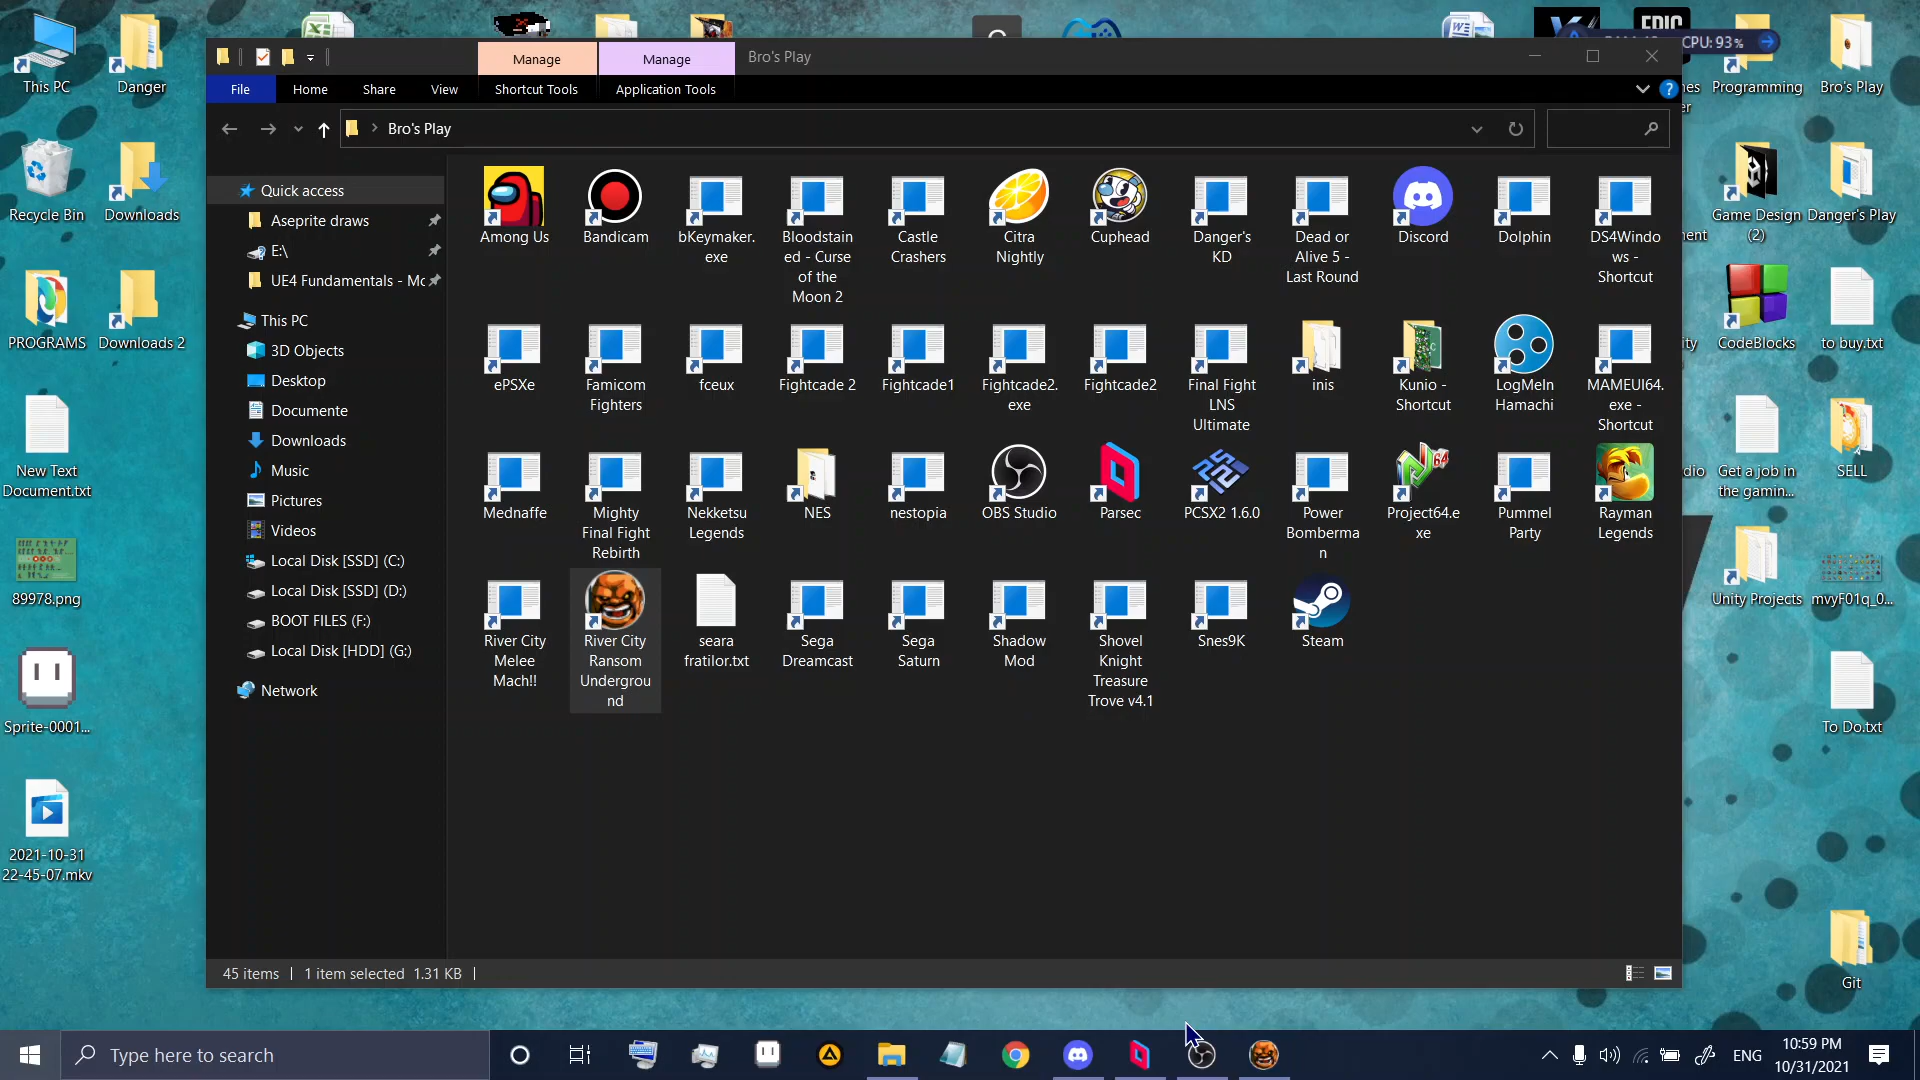 This PC
Danger
Recycle Bin
Downloads
PROGRAMS
Downloads 2
New Text
Document.txt
89978.png
Sprite-0001...
2021-10-31
22-45-07.mkv
Manage
Manage
Bro's Play
File
Home
Share
View
Shortcut Tools
Application Tools
?
Bro's Play
Quick access
Aseprite draws
E:\
UE4 Fundamentals - Mc
This PC
3D Objects
Desktop
Documente
Downloads
Music
Pictures
Videos
Local Disk [SSD] (C:)
Local Disk [SSD] (D:)
BOOT FILES (F:)
Local Disk [HDD] (G:)
Network
Among Us
Bandicam
bKeymaker.
exe
Bloodstain
ed - Curse
of the
Moon 2
Castle
Crashers
Citra
Nightly
Cuphead
Danger's
KD
Dead or
Alive 5 -
Last Round
Discord
Dolphin
DS4Windo
ws -
Shortcut
ePSXe
Famicom
Fighters
fceux
Fightcade 2
Fightcade1
Fightcade2.
exe
Fightcade2
Final Fight
LNS
Ultimate
inis
Kunio -
Shortcut
LogMeIn
Hamachi
MAMEUI64.
exe -
Shortcut
Mednaffe
Mighty
Final Fight
Rebirth
Nekketsu
Legends
NES
nestopia
OBS Studio
Parsec
PCSX2 1.6.0
Power
Bomberma
n
64
Project64.e
xe
Pummel
Party
Rayman
Legends
River City
Melee
Mach!!
River City
Ransom
Undergrou
nd
seara
fratilor.txt
Sega
Dreamcast
Sega
Saturn
Shadow
Mod
Shovel
Knight
Treasure
Trove v4.1
Snes9K
Steam
45 items
1 item selected 1.31 KB
EPIC
CPU: 93%
Programming
Bro's Play
Game Design
(2)
Danger's Play
CodeBlocks
to buy.txt
Get a job in
the gamin...
SELL
Unity Projects
mvyF01q_0...
To Do.txt
Git
Type here to search
ENG
10:59 PM
10/31/2021